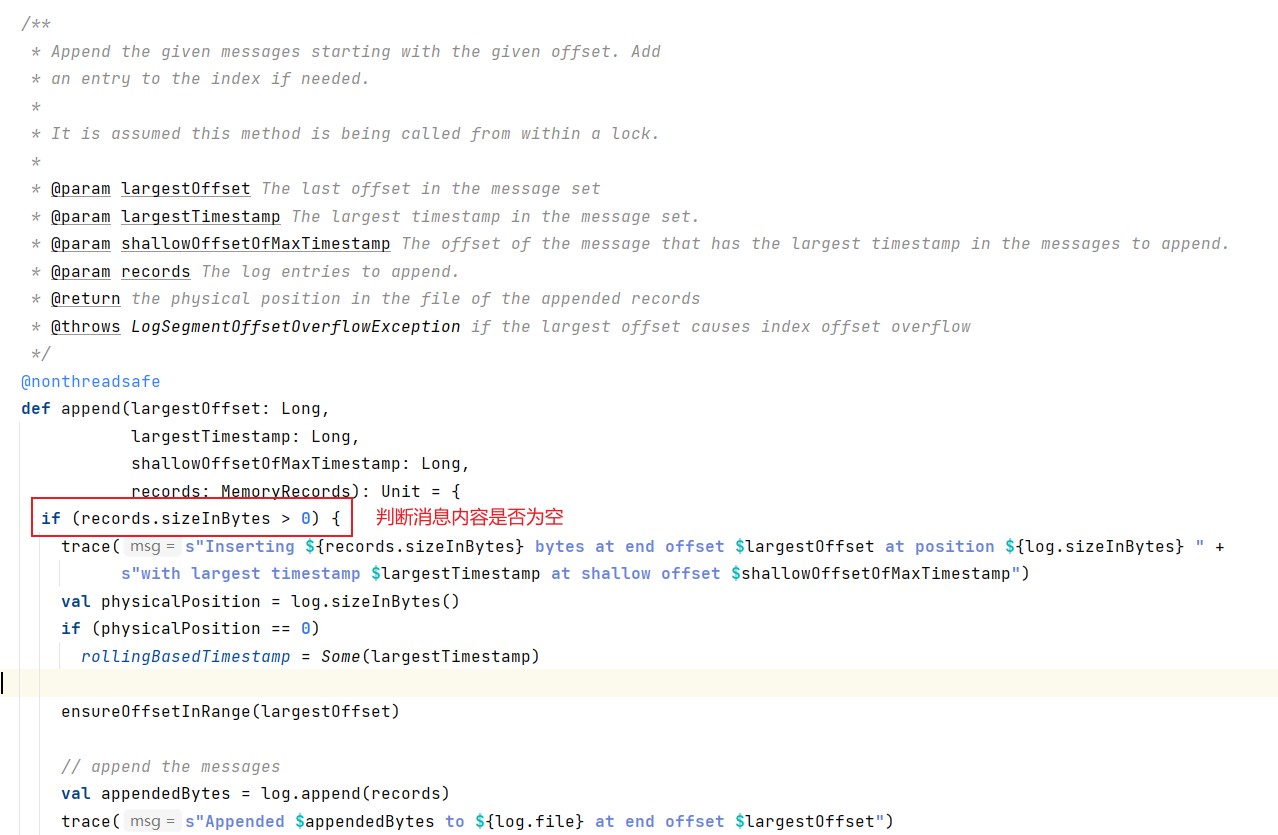 /**
 * Append the given messages starting with the given offset. Add
 * an entry to the index if needed.
 *
 * It is assumed this method is being called from within a lock.
 *
 * @param largestOffset The last offset in the message set
 * @param largestTimestamp The largest timestamp in the message set.
 * @param shallowOffsetOfMaxTimestamp The offset of the message that has the largest timestamp in the messages to append.
 * @param records The log entries to append.
 * @return the physical position in the file of the appended records
 * @throws LogSegmentOffsetOverflowException if the largest offset causes index offset overflow
 */
@nonthreadsafe
def append(largestOffset: Long,
           largestTimestamp: Long,
           shallowOffsetOfMaxTimestamp: Long,
           records: MemoryRecords): Unit = {
  if (records.sizeInBytes > 0) { 判断消息内容是否为空
    trace( msg = s"Inserting ${records.sizeInBytes} bytes at end offset $largestOffset at position ${log.sizeInBytes} " +
          s"with largest timestamp $largestTimestamp at shallow offset $shallowOffsetOfMaxTimestamp")
    val physicalPosition = log.sizeInBytes()
    if (physicalPosition == 0)
      rollingBasedTimestamp = Some(largestTimestamp)
    ensureOffsetInRange(largestOffset)
    // append the messages
    val appendedBytes = log.append(records)
    trace( msg = s"Appended $appendedBytes to ${log.file} at end offset $largestOffset")